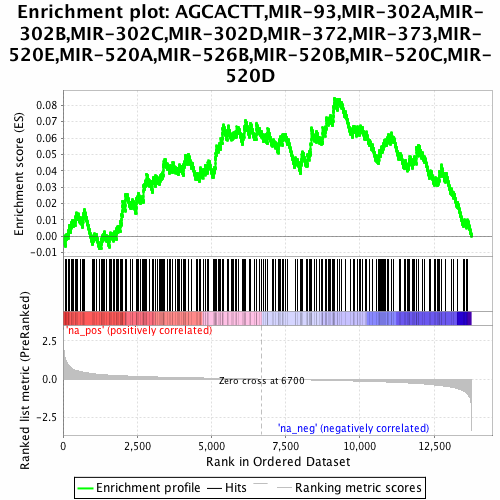 Enrichment plot: AGCACTT,MIR-93,MIR-302A,MIR-
302B,MIR-302C,MIR-302D,MIR-372,MIR-373,MIR-
520E,MIR-520A,MIR-526B,MIR-520B,MIR-520C,MIR-
520D
Enrichment score (ES)
0.08
0.07
0.06
0.05
0.04
0.03
0.02
0.01
0.00
-0.01
Ranked list metric (PreRanked)
'na_pos' (positively correlated)
2.5
0.0
-2.5
Zero cross at 6700
'na_neg' (negatively correlated)
0
2,500
5,000
7,500
10,000
12,500
Rank in Ordered Dataset
Enrichment profile
Hits
Ranking metric scores